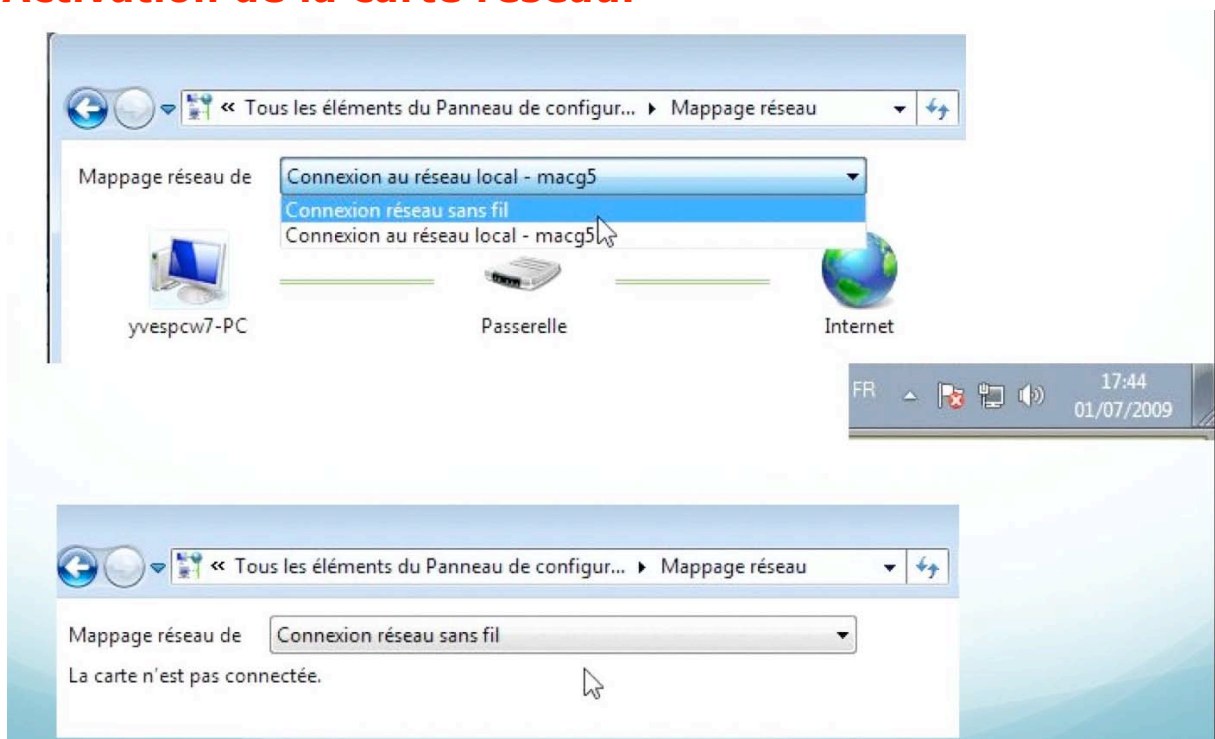 Activation de la carte réseau.
« Tous les éléments du Panneau de configur... Mappage réseau
Mappage réseau de Connexion au réseau local - macg5
Connexion réseau sans fil
Connexion au réseau local - macg5
yvespcw7-PC Passerelle Internet
FR 17:44
01/07/2009
« Tous les éléments du Panneau de configur... Mappage réseau
Mappage réseau de Connexion réseau sans fil
La carte n'est pas connectée.